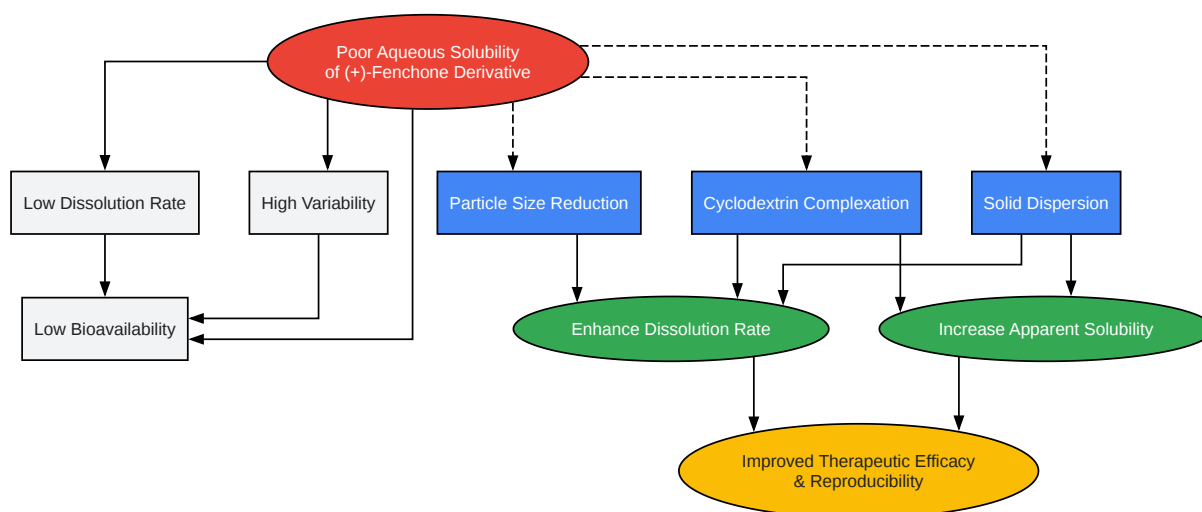 Poor Aqueous Solubility
of (+)-Fenchone Derivative
Low Dissolution Rate
High Variability
Particle Size Reduction
Cyclodextrin Complexation
Solid Dispersion
Low Bioavailability
Enhance Dissolution Rate
Increase Apparent Solubility
Improved Therapeutic Efficacy
& Reproducibility